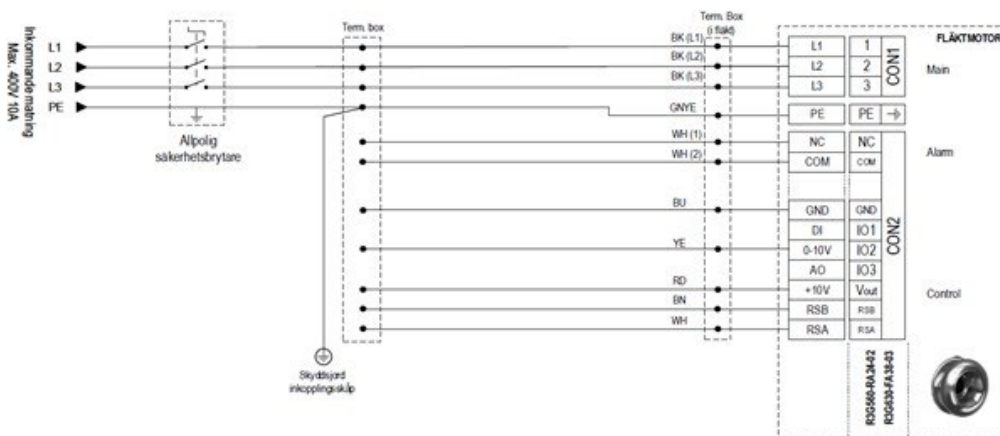 Inkommande matning
Max. 400V/ 10A
L1
L2
L3
PE
Allpolig
säkerhetsbrytare
Term. box
Skyddsjord
inkopplingsskåp
Term. Box
(i fläkt)
BK (L1)
BK (L2)
BK (L3)
GNYE
WH (1)
WH (2)
BU
YE
RD
BN
WH
FLÄKTMOTOR
L1 1
L2 2
L3 3
CON1
Main
PE PE
NC NC
COM COM
Alarm
GND GND
DI IO1
0-10V IO2
AO IO3
+10V Vout
RSB RSB
RSA RSA
CON2
Control
R3G560-RA24-02
R3G630-FA38-03